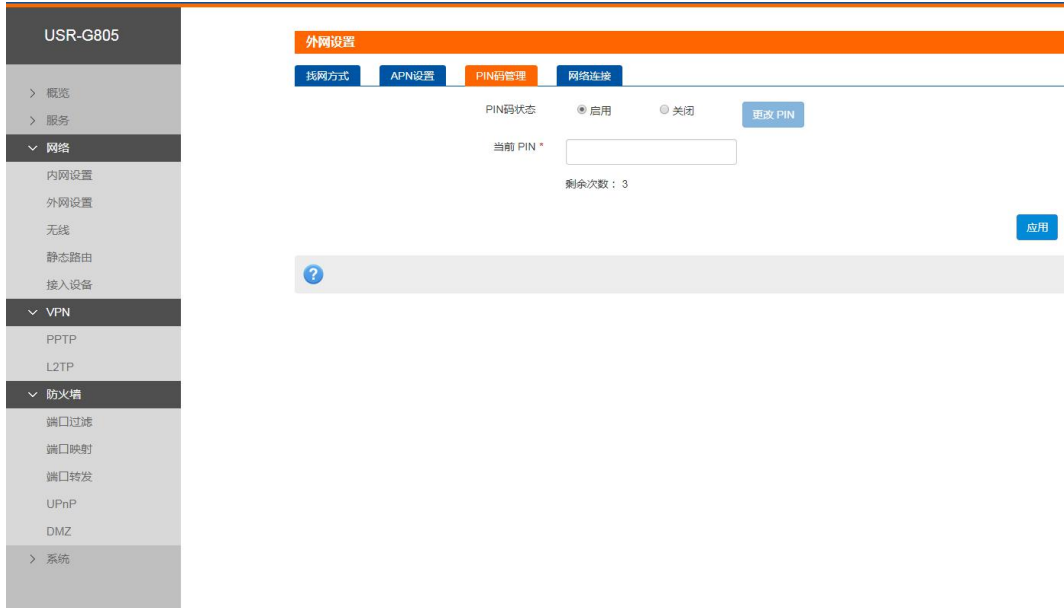 USR-G805
概览
服务
网络
内网设置
外网设置
无线
静态路由
接入设备
VPN
PPTP
L2TP
防火墙
端口过滤
端口映射
端口转发
UPnP
DMZ
系统
外网设置
找网方式 APN设置 PIN码管理 网络连接
PIN码状态 启用 关闭 更改 PIN
当前 PIN *
剩余次数： 3
应用
?